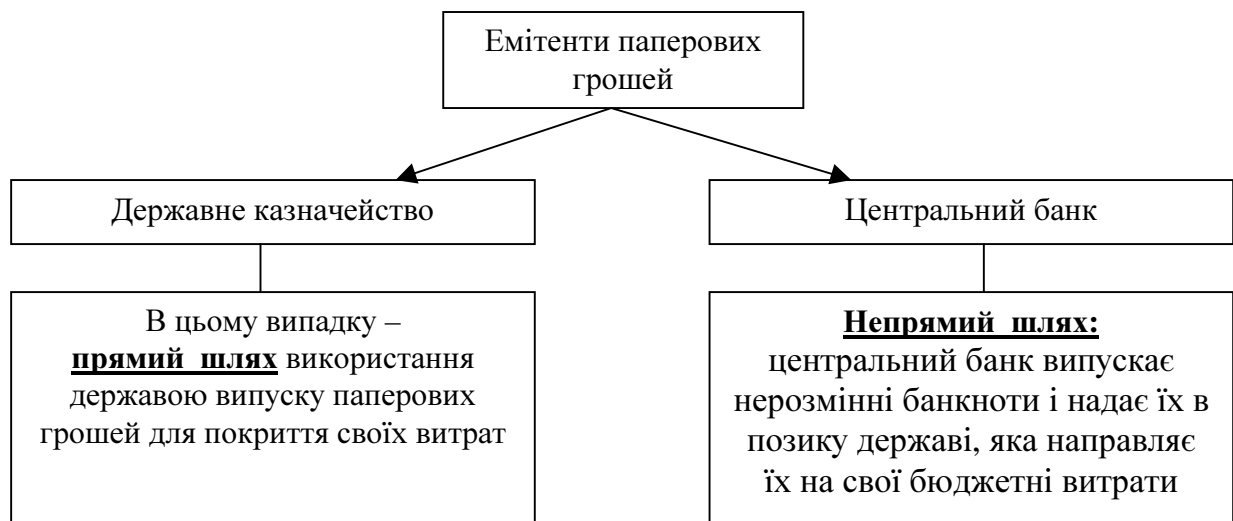 Емітенти паперових
грошей
Державне казначейство
Центральний банк
В цьому випадку –
прямий шлях використання
державою випуску паперових
грошей для покриття своїх витрат
Непрямий шлях:
центральний банк випускає
нерозмінні банкноти і надає їх в
позику державі, яка направляє
їх на свої бюджетні витрати